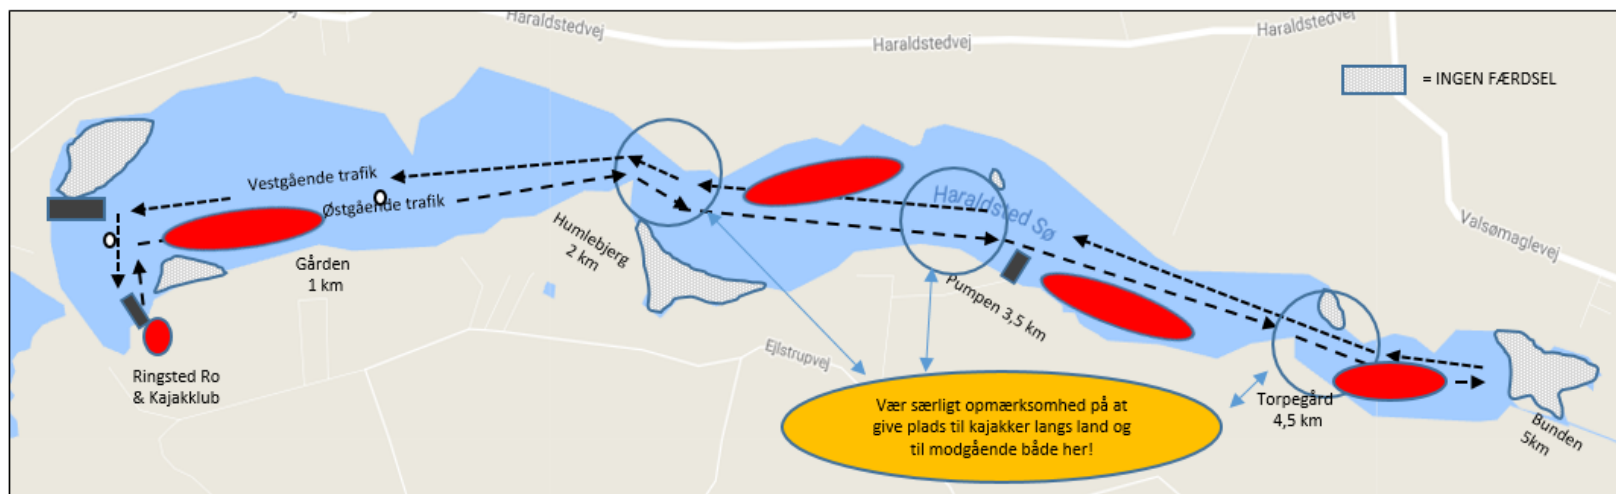 Haraldstedvej
Haraldstedvej
Haraldstedvej
= INGEN FÆRDSEL
Vestgående trafik
Østgående trafik
Haraldsted Sø
Valsømaglevej
Humlebjerg
2 km
Gården
1 km
Pumpen 3,5 km
Ejlstrupvej
Ringsted Ro
& Kajakklub
Vær særligt opmærksomhed på at
give plads til kajakker langs land og
til modgående både her!
Torpegård
4,5 km
Bunden
5km